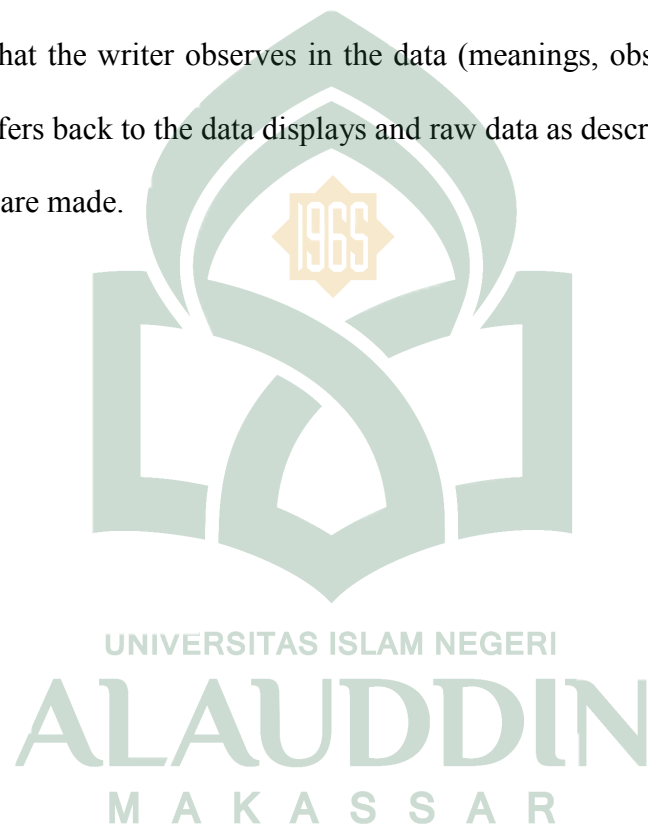 hat the writer observes in the data (meanings, obs
fers back to the data displays and raw data as descr
are made.
1965
UNIVERSITAS ISLAM NEGERI
ALAUDDIN
MAKASSAR